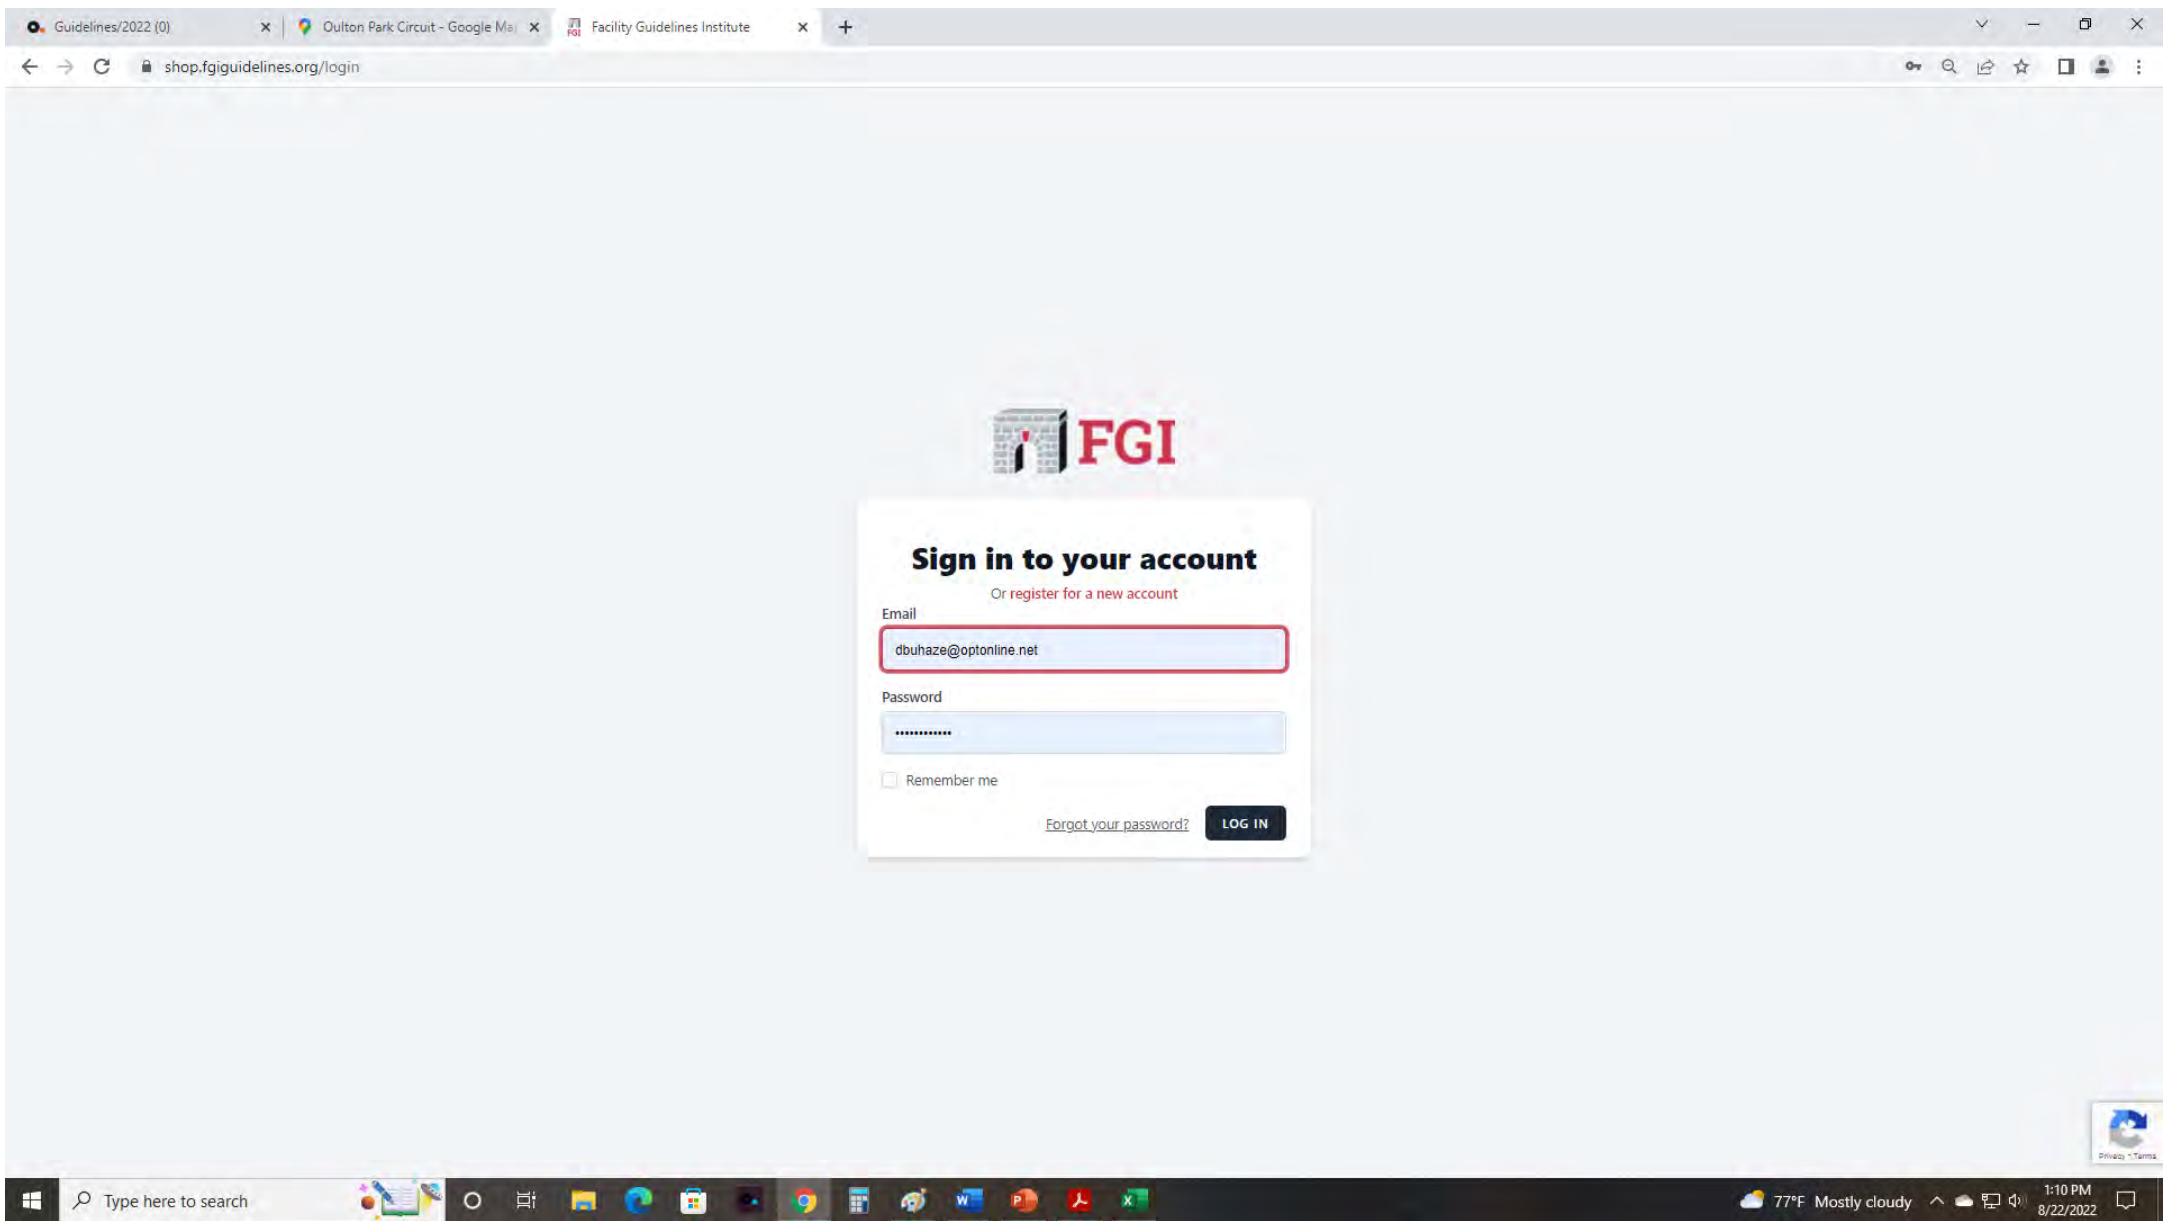 Guidelines/2022 (0)
Oulton Park Circuit - Google Ma
Facility Guidelines Institute
shop.fgiguidelines.org/login
FGI
Sign in to your account
Or register for a new account
Email
dbuhaze@optonline.net
Password
••••••••••••
Remember me
Forgot your password?
LOG IN
Privacy - Terms
Type here to search
77°F Mostly cloudy
1:10 PM
8/22/2022